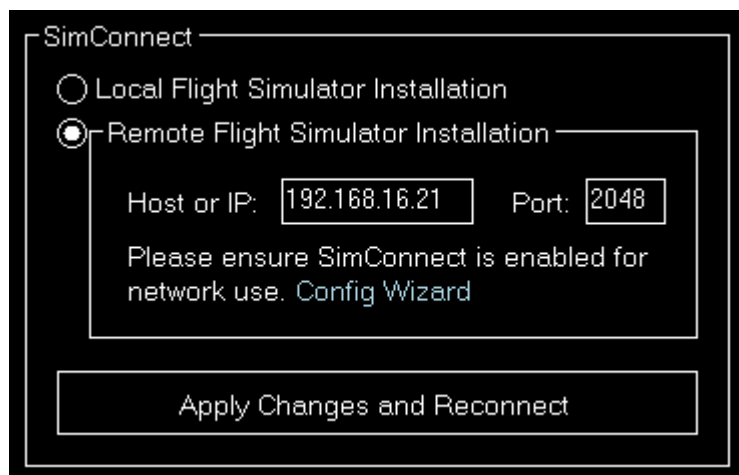 SimConnect
Local Flight Simulator Installation
Remote Flight Simulator Installation
Host or IP: 192.168.16.21 Port: 2048
Please ensure SimConnect is enabled for
network use. Config Wizard
Apply Changes and Reconnect